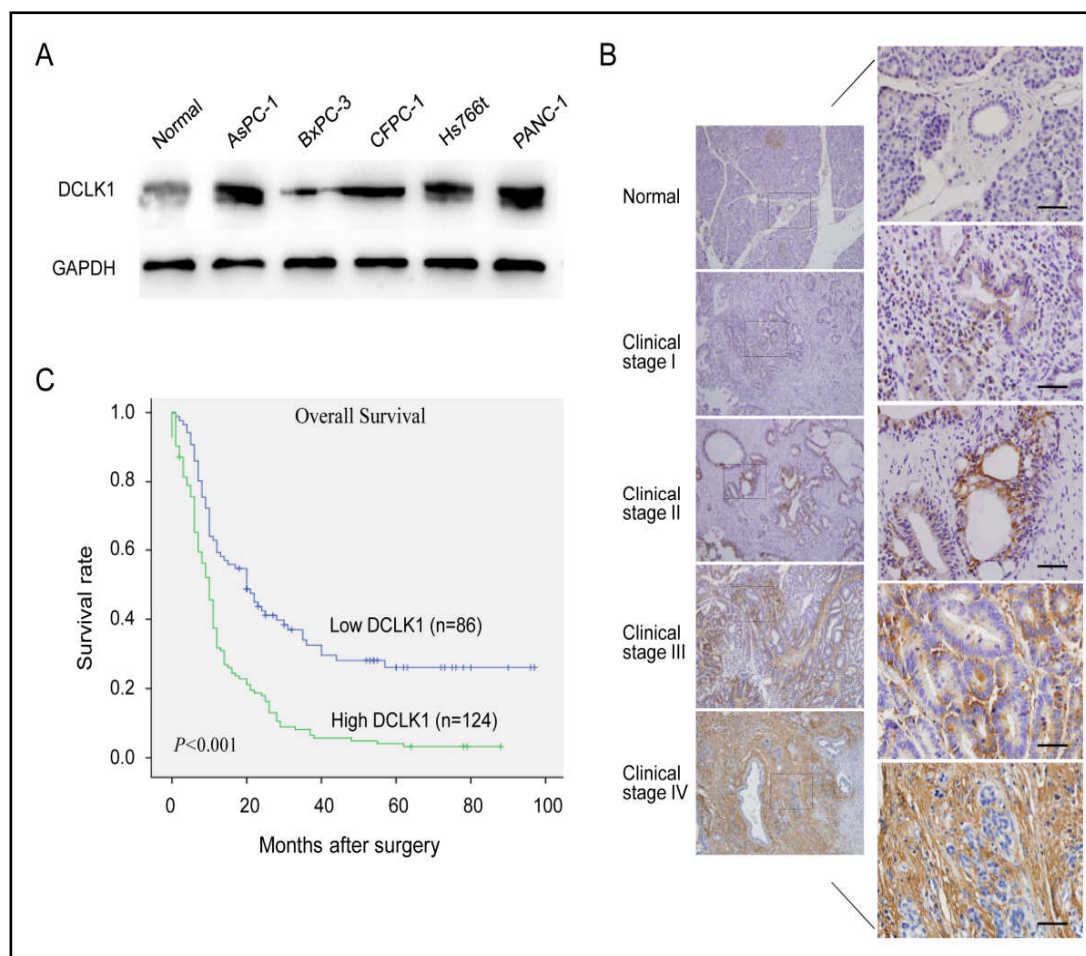 A
Normal
AsPC-1
BxPC-3
CFPC-1
Hs766t
PANC-1
DCLK1
GAPDH
B
Normal
Clinical
stage I
Clinical
stage II
Clinical
stage III
Clinical
stage IV
C
Overall Survival
Survival rate
1.0
0.8
0.6
0.4
0.2
0.0
Low DCLK1 (n=86)
High DCLK1 (n=124)
P<0.001
0 20 40 60 80 100
Months after surgery